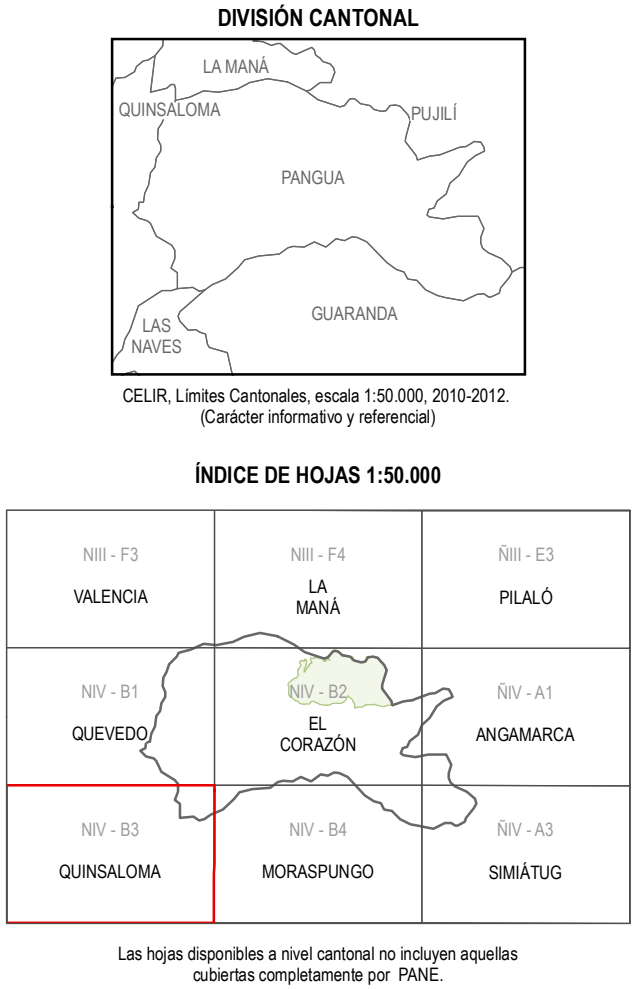 DIVISIÓN CANTONAL
LA MANÁ
QUINSALOMA
PUJILÍ
PANGUA
GUARANDA
LAS
NAVES
CELIR, Límites Cantonales, escala 1:50.000, 2010-2012.
(Carácter informativo y referencial)
ÍNDICE DE HOJAS 1:50.000
NIII - F3
NIII - F4
ÑIII - E3
VALENCIA
LA
MANÁ
PILALÓ
NIV - B1
NIV - B2
ÑIV - A1
QUEVEDO
EL
CORAZÓN
ANGAMARCA
NIV - B3
NIV - B4
ÑIV - A3
QUINSALOMA
MORASPUNGO
SIMIÁTUG
Las hojas disponibles a nivel cantonal no incluyen aquellas
cubiertas completamente por PANE.